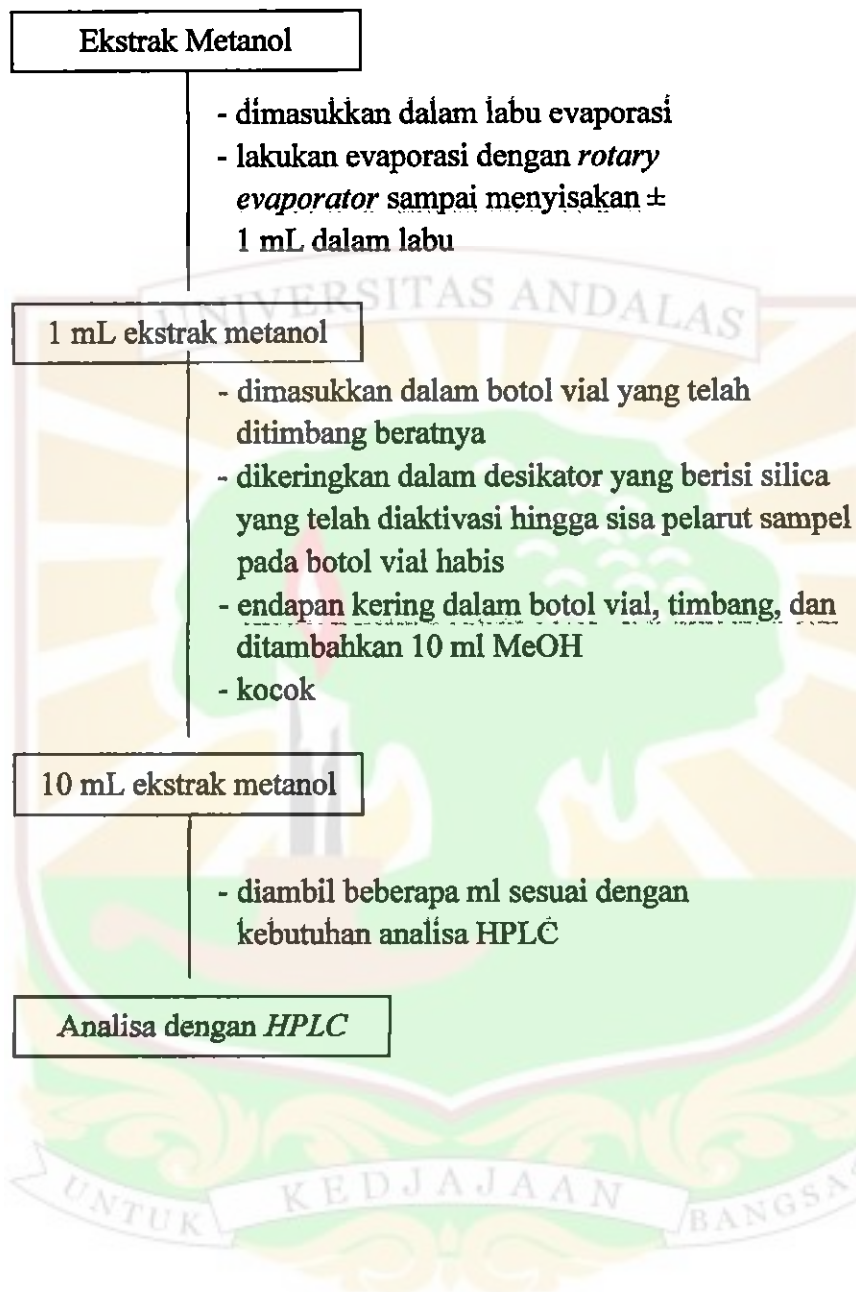 Ekstrak Metanol
- dimasukkan dalam labu evaporasi
- lakukan evaporasi dengan rotary
evaporator sampai menyisakan ±
1 mL dalam labu
UNIVERSITAS ANDALAS
1 mL ekstrak metanol
- dimasukkan dalam botol vial yang telah
ditimbang beratnya
- dikeringkan dalam desikator yang berisi silica
yang telah diaktivasi hingga sisa pelarut sampel
pada botol vial habis
- endapan kering dalam botol vial, timbang, dan
ditambahkan 10 ml MeOH
- kocok
10 mL ekstrak metanol
- diambil beberapa ml sesuai dengan
kebutuhan analisa HPLC
Analisa dengan HPLC
UNTUK KEDJAJAAN BANGSA